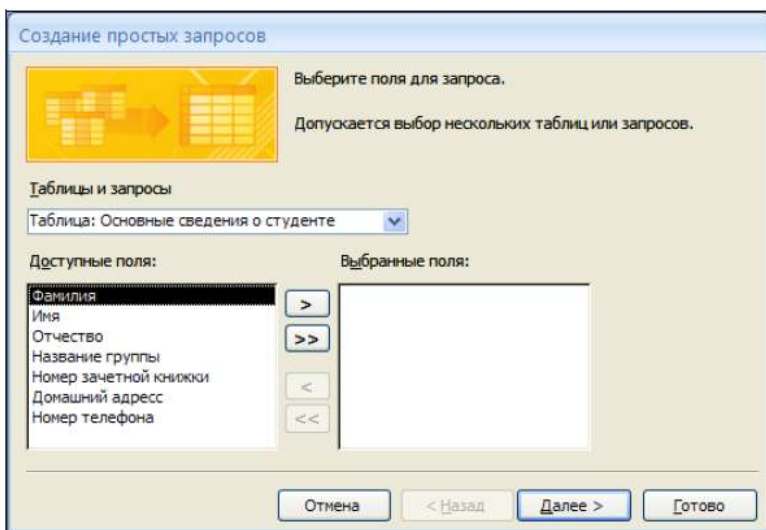 Создание простых запросов
Выберите поля для запроса.
Допускается выбор нескольких таблиц или запросов.
Таблицы и запросы
Таблица: Основные сведения о студенте
Доступные поля:
Выбранные поля:
Фамилия
Имя
Отчество
Название группы
Номер зачетной книжки
Домашний адресс
Номер телефона
>
>>
<
<<
Отмена
< Назад
Далее >
Готово